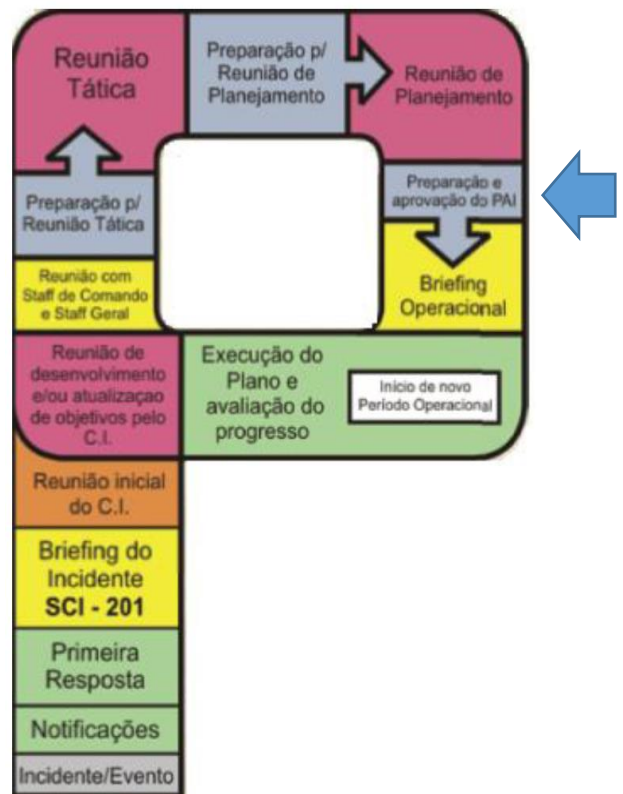 Reunião
Tática
Preparação p/
Reunião de
Planejamento
Reunião de
Planejamento
Preparação p/
Reunião Tática
Preparação e
aprovação do PAI
Reunião com
Staff de Comando
e Staff Geral
Briefing
Operacional
Reunião de
desenvolvimento
e/ou atualizaçao
de objetivos pelo
C.I.
Execução do
Plano e
avaliação do
progresso
Início de novo
Período Operacional
Reunião inicial
do C.I.
Briefing do
Incidente
SCI - 201
Primeira
Resposta
Notificações
Incidente/Evento